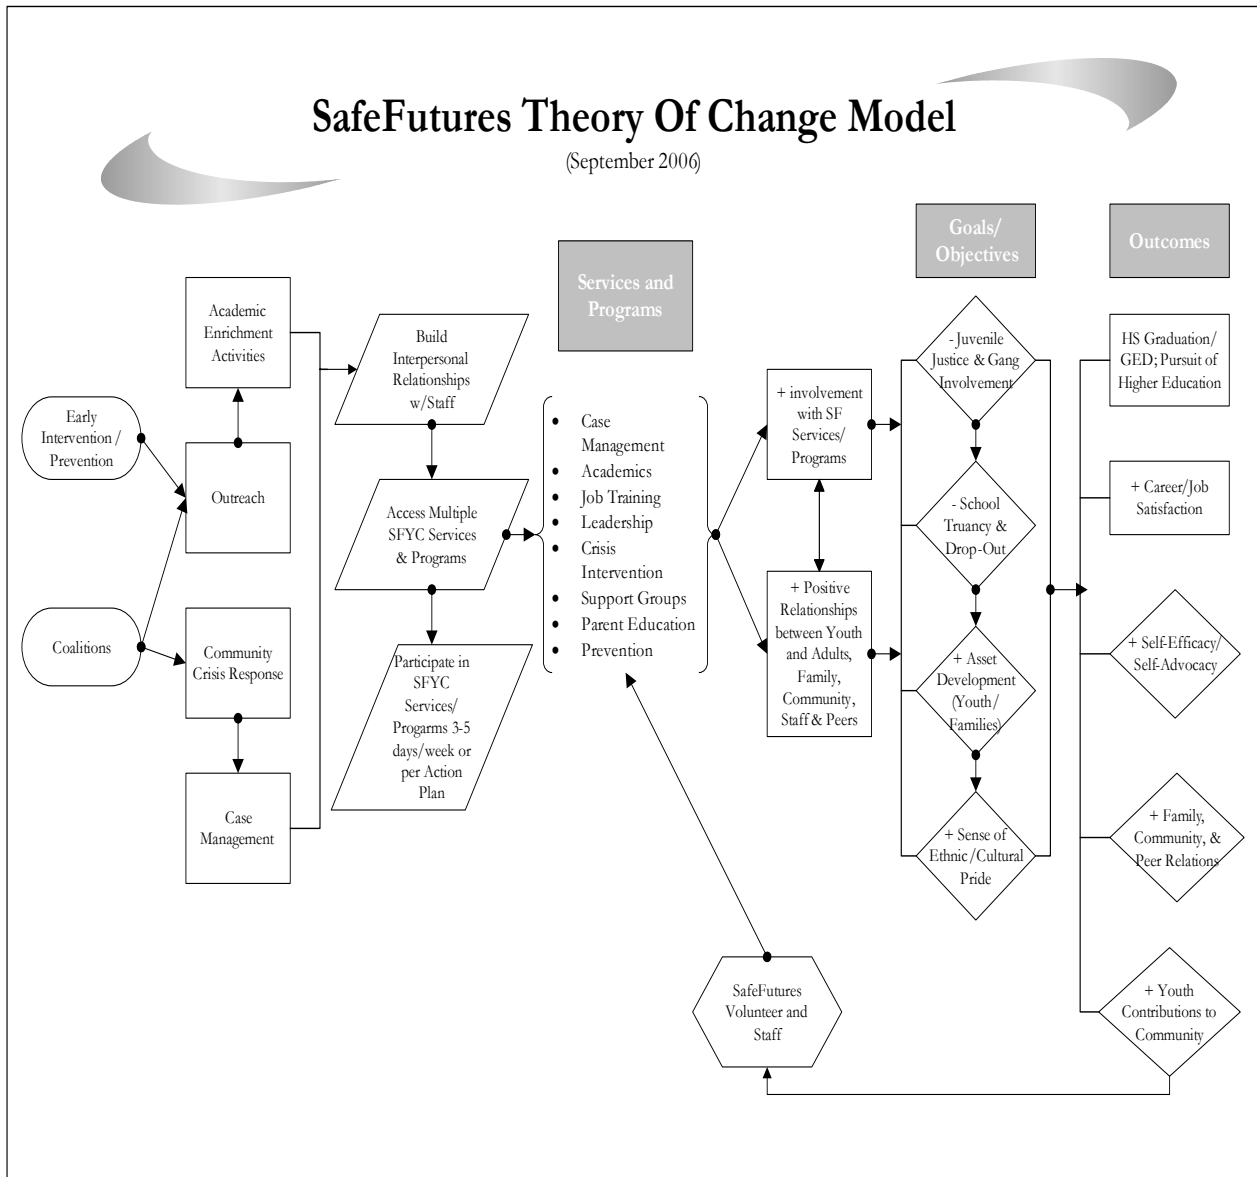 SafeFutures Theory Of Change Model
(September 2006)
Early
Intervention /
Prevention
Coalitions
Academic
Enrichment
Activities
Outreach
Community
Crisis Response
Case
Management
Build
Interpersonal
Relationships
w/Staff
Access Multiple
SFYC Services
& Programs
Participate in
SFYC
Services/
Progarms 3-5
days/week or
per Action
Plan
Services and
Programs
• Case
Management
• Academics
• Job Training
• Leadership
• Crisis
Intervention
• Support Groups
• Parent Education
• Prevention
+ involvement
with SF
Services/
Programs
+ Positive
Relationships
between Youth
and Adults,
Family,
Community,
Staff & Peers
SafeFutures
Volunteer and
Staff
Goals/
Objectives
- Juvenile
Justice & Gang
Involvement
- School
Truancy &
Drop-Out
+ Asset
Development
(Youth/
Families)
+ Sense of
Ethnic/Cultural
Pride
Outcomes
HS Graduation/
GED; Pursuit of
Higher Education
+ Career/Job
Satisfaction
+ Self-Efficacy/
Self-Advocacy
+ Family,
Community, &
Peer Relations
+ Youth
Contributions to
Community